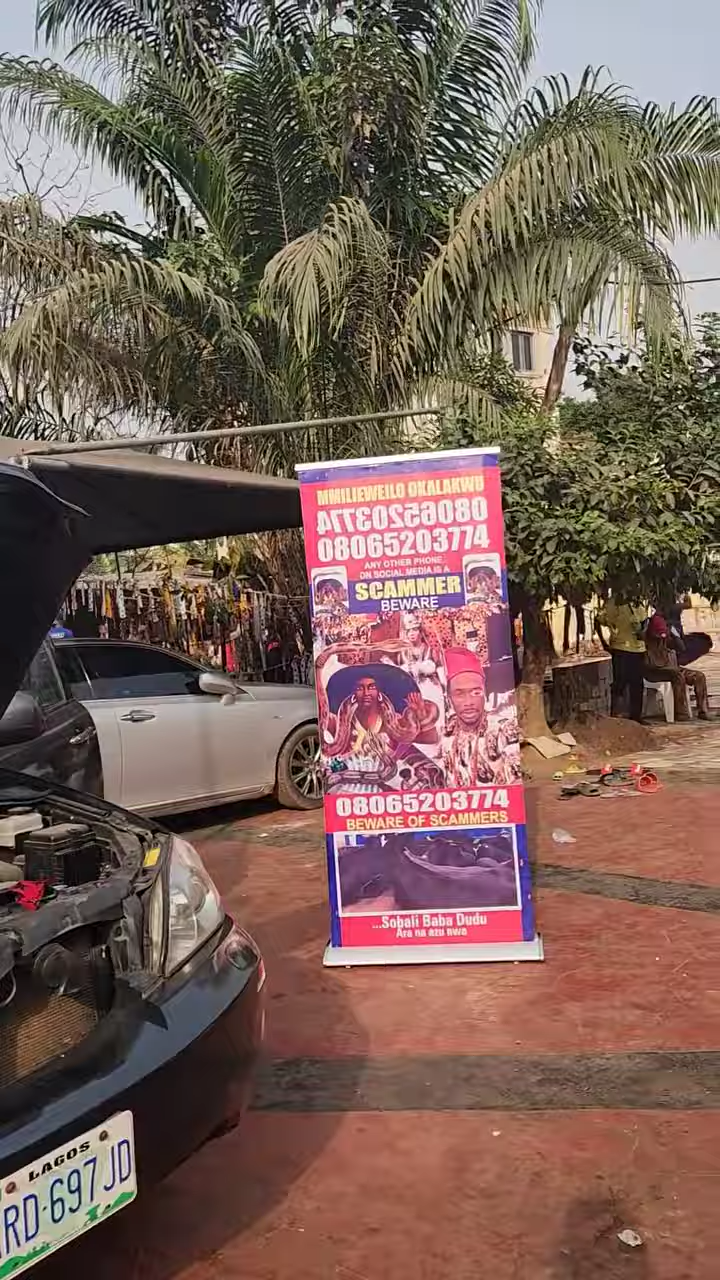 MMILIEWEILO OKALAKWU
08065203774
08065203774
ANY OTHER PHONE
ON SOCIAL MEDIA IS A
SCAMMER
BEWARE
08065203774
BEWARE OF SCAMMERS
...Sobali Baba Dudu
Ara na azu nwa
LAGOS
RD-697JD